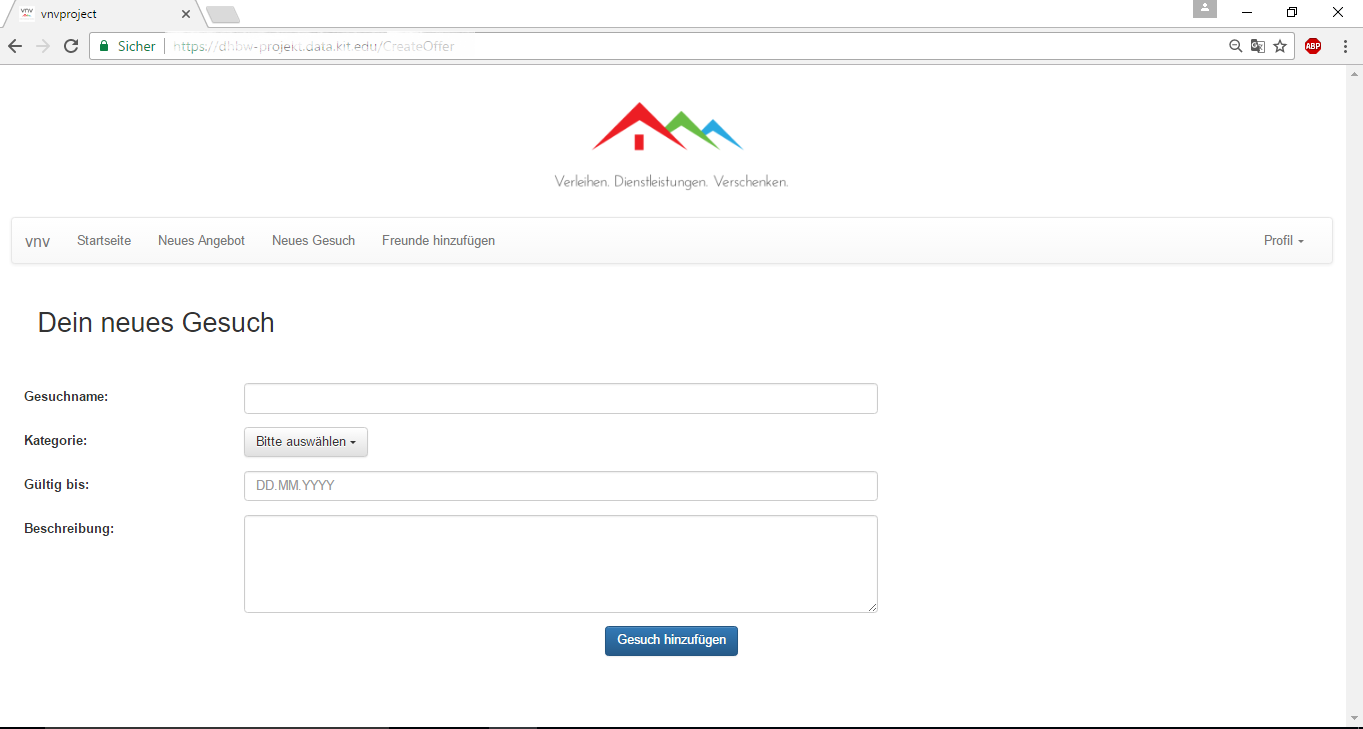 vnvproject
Sicher https://dhbw-projekt.data.kit.edu/CreateOffer
ABP
Verleihen. Dienstleistungen. Verschenken.
vnv Startseite Neues Angebot Neues Gesuch Freunde hinzufügen Profil
Dein neues Gesuch
Gesuchname:
Kategorie: Bitte auswählen
Gültig bis: DD.MM.YYYY
Beschreibung:
Gesuch hinzufügen